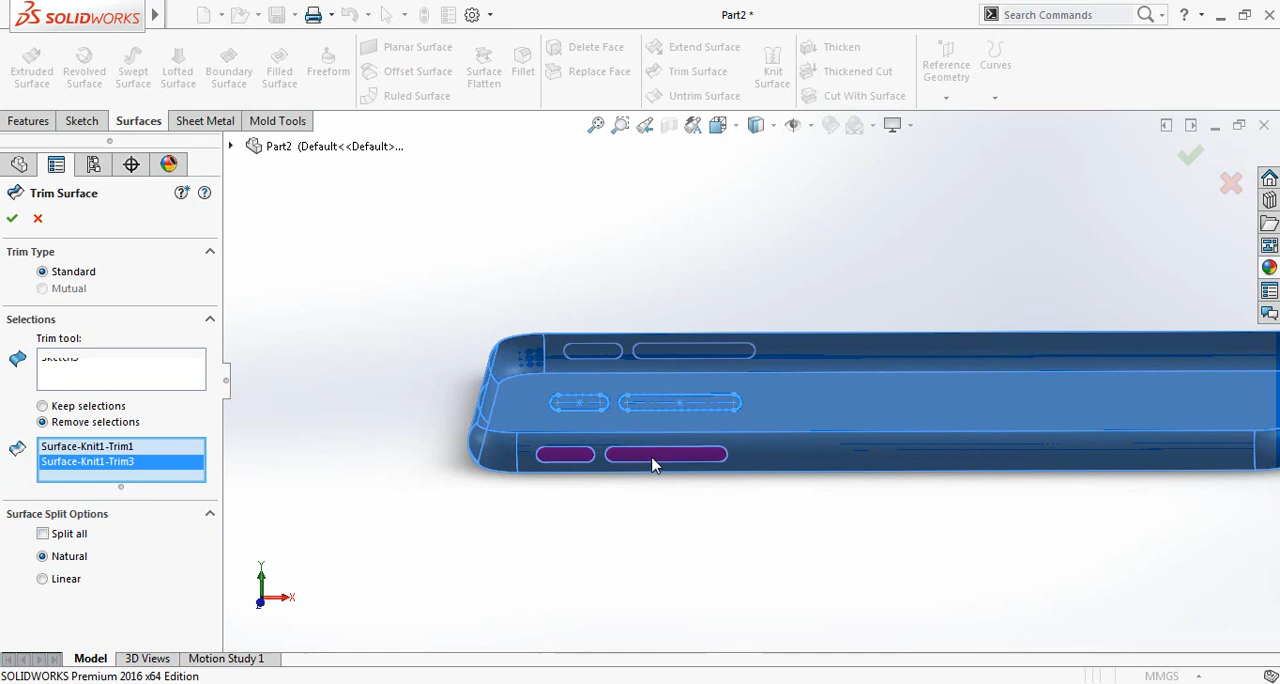 SOLIDWORKS
Part2 *
Search Commands
?
Extruded Surface
Revolved Surface
Swept Surface
Lofted Surface
Boundary Surface
Filled Surface
Freeform
Planar Surface
Offset Surface
Ruled Surface
Surface Flatten
Fillet
Delete Face
Replace Face
Extend Surface
Trim Surface
Untrim Surface
Knit Surface
Thicken
Thickened Cut
Cut With Surface
Reference Geometry
Curves
Features
Sketch
Surfaces
Sheet Metal
Mold Tools
Part2 (Default<<Default>...
Trim Surface
Trim Type
Standard
Mutual
Selections
Trim tool:
Keep selections
Remove selections
Surface-Knit1-Trim1
Surface-Knit1-Trim3
Surface Split Options
Split all
Natural
Linear
Y
X
Z
Model
3D Views
Motion Study 1
SOLIDWORKS Premium 2016 x64 Edition
MMGS